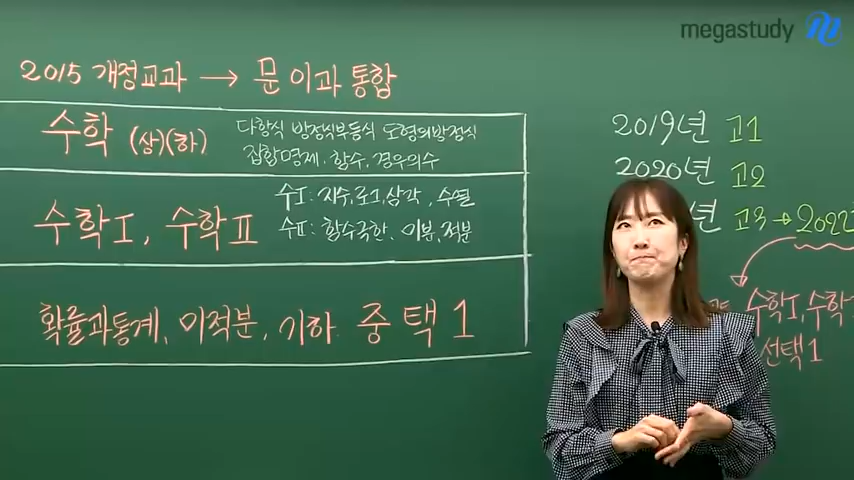 megastudy
2015 개정교과 → 문 이과 통합
수학 (상)(하)
다항식 방정식부등식 도형의방정식
집합명제. 함수. 경우의수
수학I, 수학II
수I: 지수,로그,삼각, 수열
수II: 함수극한, 미분,적분
확률과통계, 미적분, 기하 중 택1
2019년 고1
2020년 고2
년 고3→2022
수학I,수학
선택1